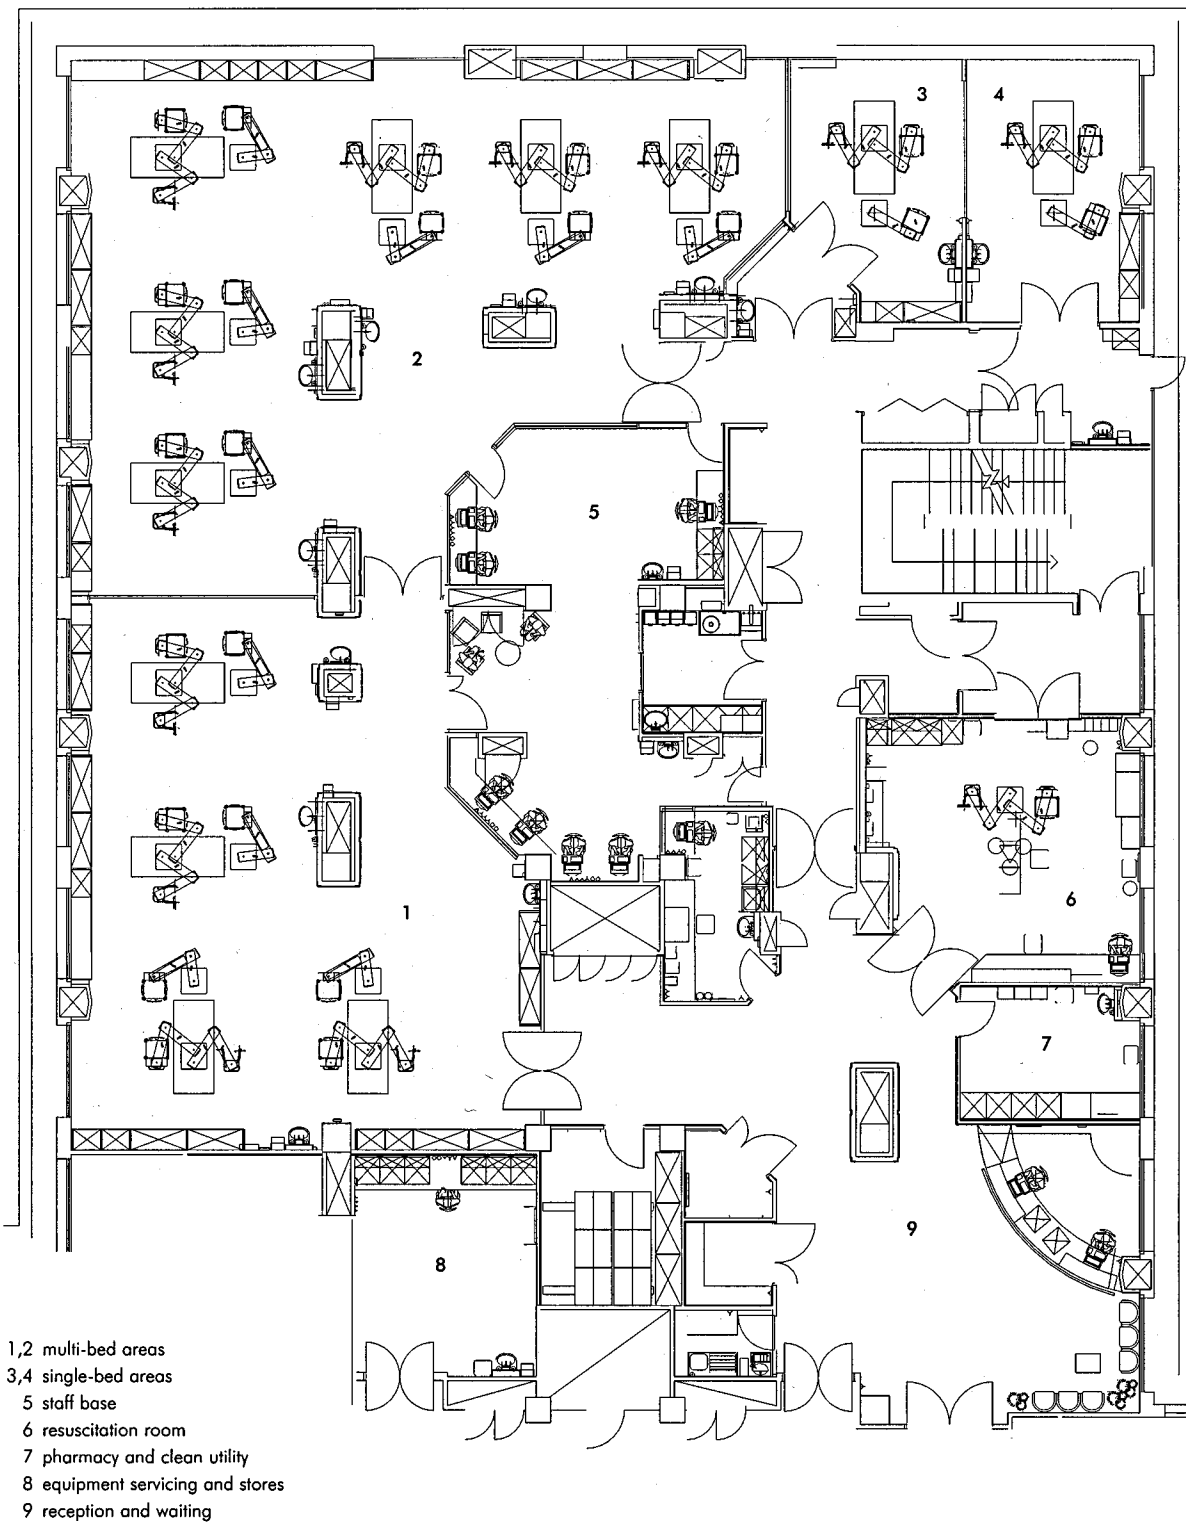 3
4
2
5
6
1
7
9
8
1,2 multi-bed areas
3,4 single-bed areas
5 staff base
6 resuscitation room
7 pharmacy and clean utility
8 equipment servicing and stores
9 reception and waiting